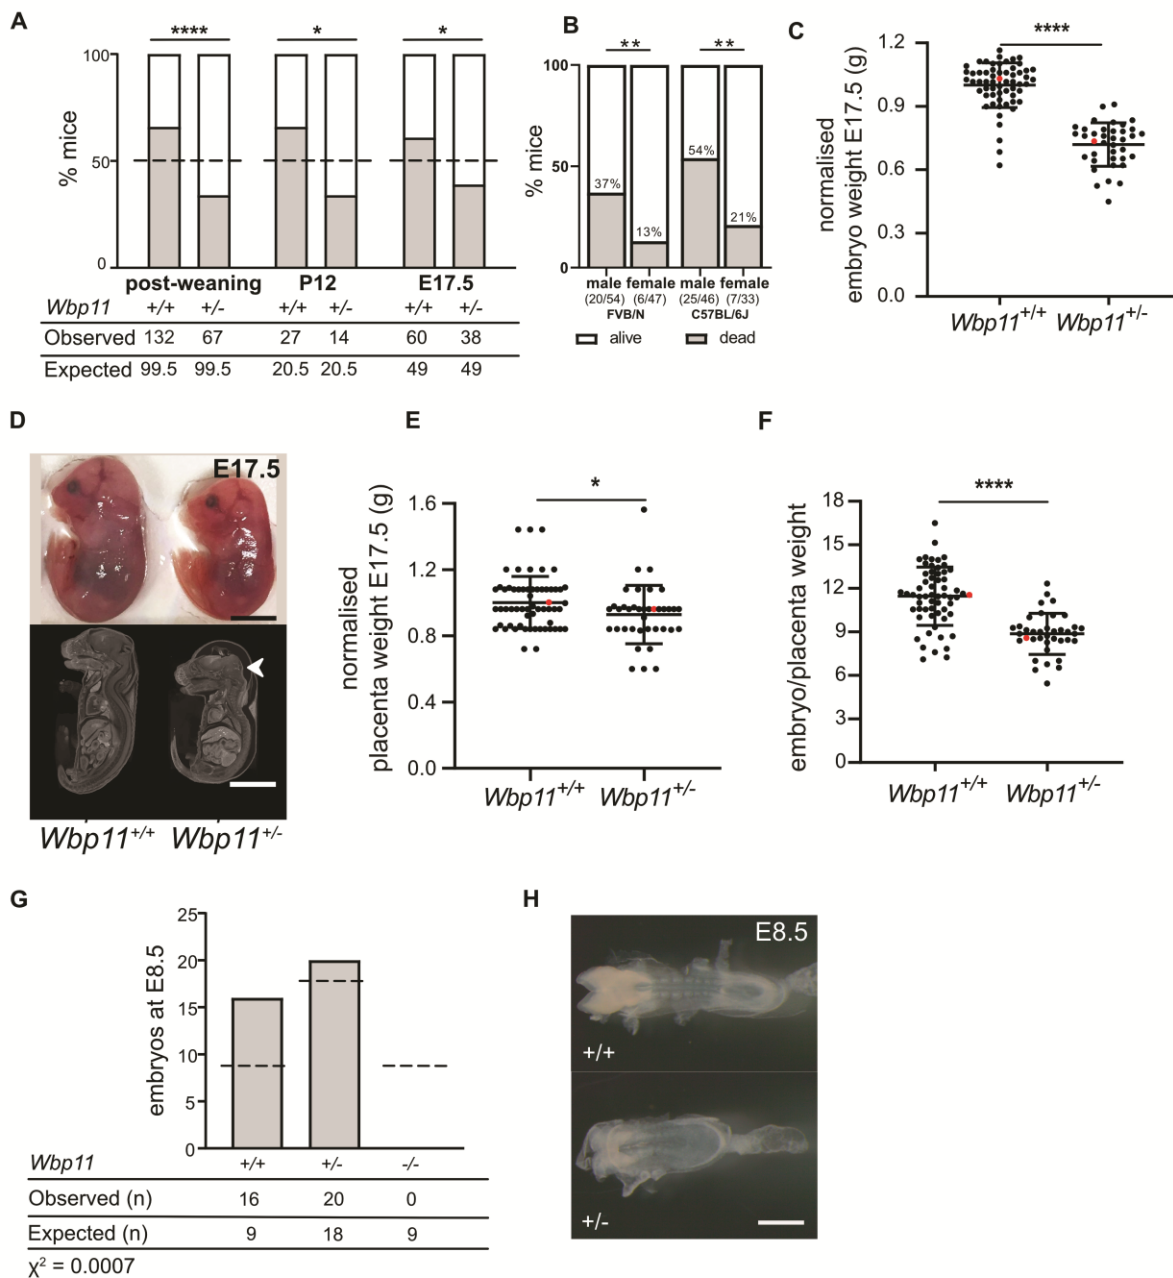 A
**** * *
100
50
0
% mice
post-weaning P12 E17.5
Wbp11 +/+ +/- +/+ +/- +/+ +/-
Observed 132 67 27 14 60 38
Expected 99.5 99.5 20.5 20.5 49 49
B
** **
100
50
0
% mice
37% 13% 54% 21%
male female male female
(20/54) (6/47) (25/46) (7/33)
FVB/N C57BL/6J
alive dead
C
****
1.2
0.9
0.6
0.3
0.0
normalised
embryo weight E17.5 (g)
Wbp11+/+ Wbp11+/-
D
E17.5
Wbp11+/+ Wbp11+/-
E
*
1.6
1.2
0.8
0.4
0.0
normalised
placenta weight E17.5 (g)
Wbp11+/+ Wbp11+/-
F
****
18
15
12
9
6
3
0
embryo/placenta weight
Wbp11+/+ Wbp11+/-
G
25
20
15
10
5
0
embryos at E8.5
Wbp11 +/+ +/- -/-
Observed (n) 16 20 0
Expected (n) 9 18 9
χ² = 0.0007
H
E8.5
+/+
+/-